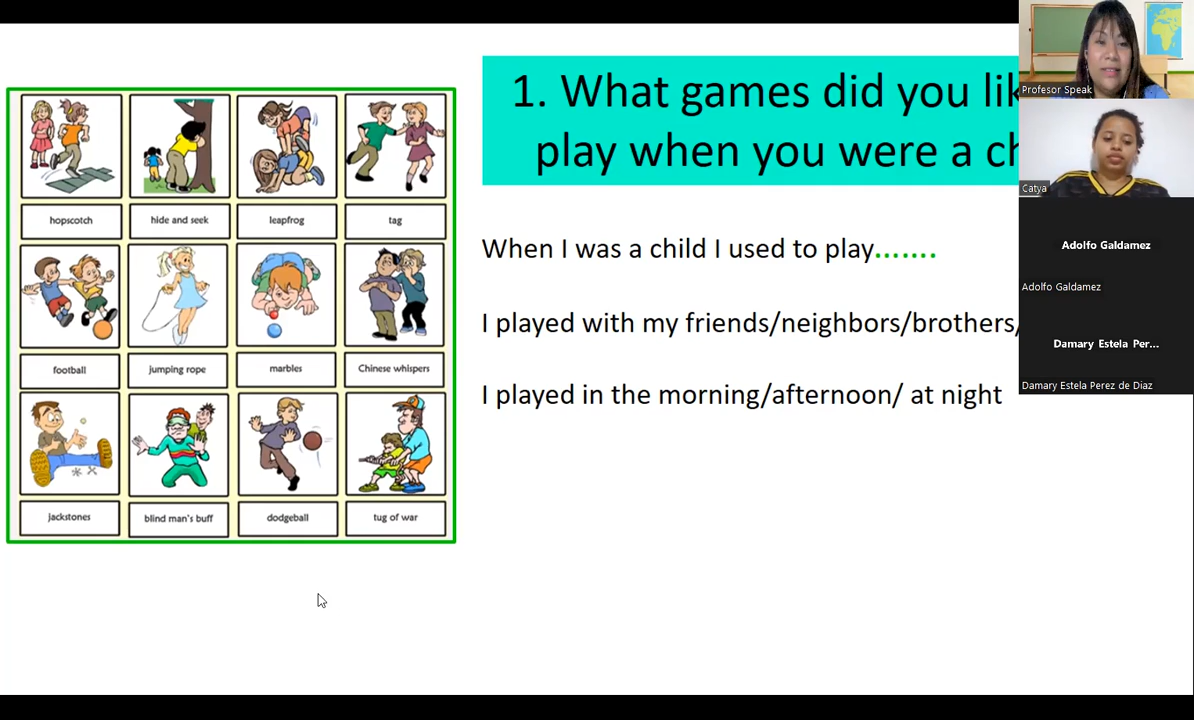 1. What games did you lik
play when you were a ch
When I was a child I used to play.......
I played with my friends/neighbors/brothers/
I played in the morning/afternoon/ at night
hopscotch
hide and seek
leapfrog
tag
football
jumping rope
marbles
Chinese whispers
jackstones
blind man's buff
dodgeball
tug of war
Profesor Speak
Catya
Adolfo Galdamez
Adolfo Galdamez
Damary Estela Per...
Damary Estela Perez de Diaz